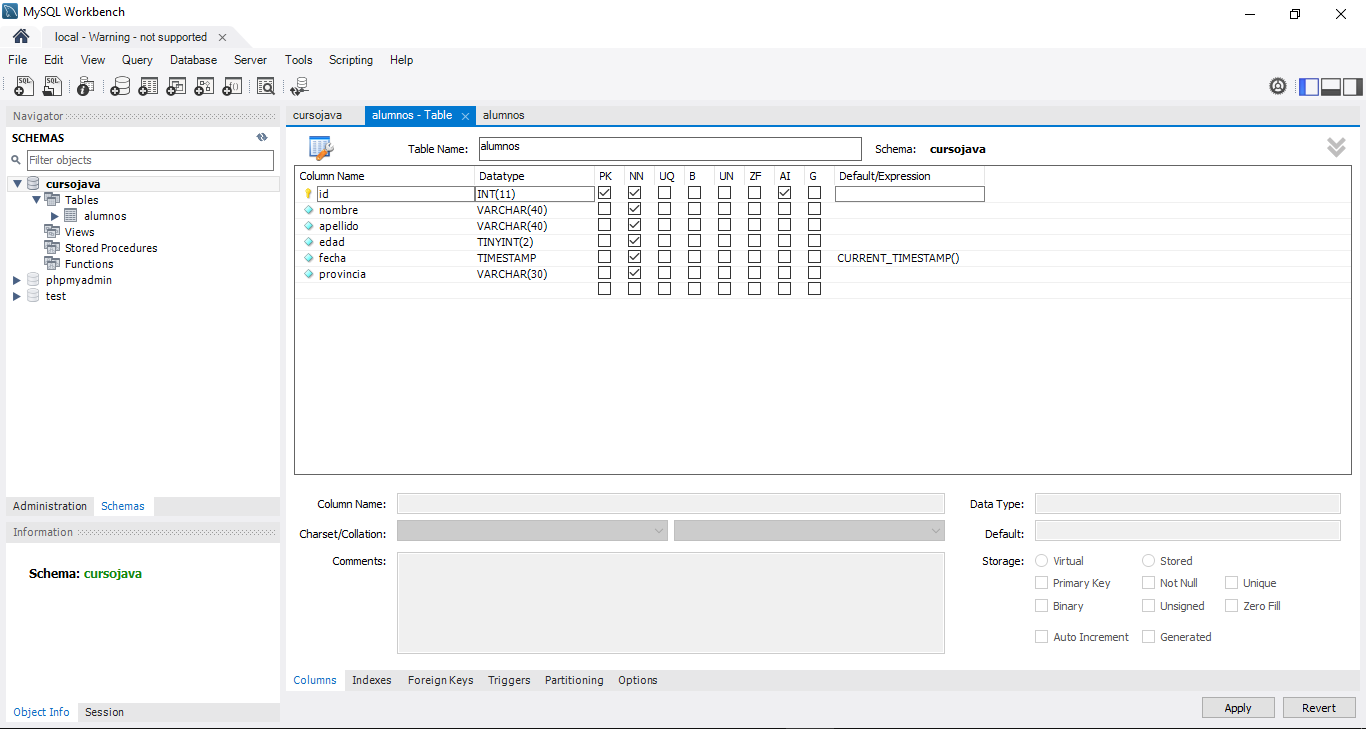 MySQL Workbench
local - Warning - not supported
File Edit View Query Database Server Tools Scripting Help
Navigator
SCHEMAS
Filter objects
cursojava
Tables
alumnos
Views
Stored Procedures
Functions
phpmyadmin
test
Administration Schemas
Information
Schema: cursojava
Object Info Session
cursojava alumnos - Table alumnos
Table Name: alumnos Schema: cursojava
Column Name Datatype PK NN UQ B UN ZF AI G Default/Expression
id INT(11)
nombre VARCHAR(40)
apellido VARCHAR(40)
edad TINYINT(2)
fecha TIMESTAMP CURRENT_TIMESTAMP()
provincia VARCHAR(30)
Column Name: Data Type:
Charset/Collation: Default:
Comments: Storage: Virtual Stored
Primary Key Not Null Unique
Binary Unsigned Zero Fill
Auto Increment Generated
Columns Indexes Foreign Keys Triggers Partitioning Options
Apply Revert